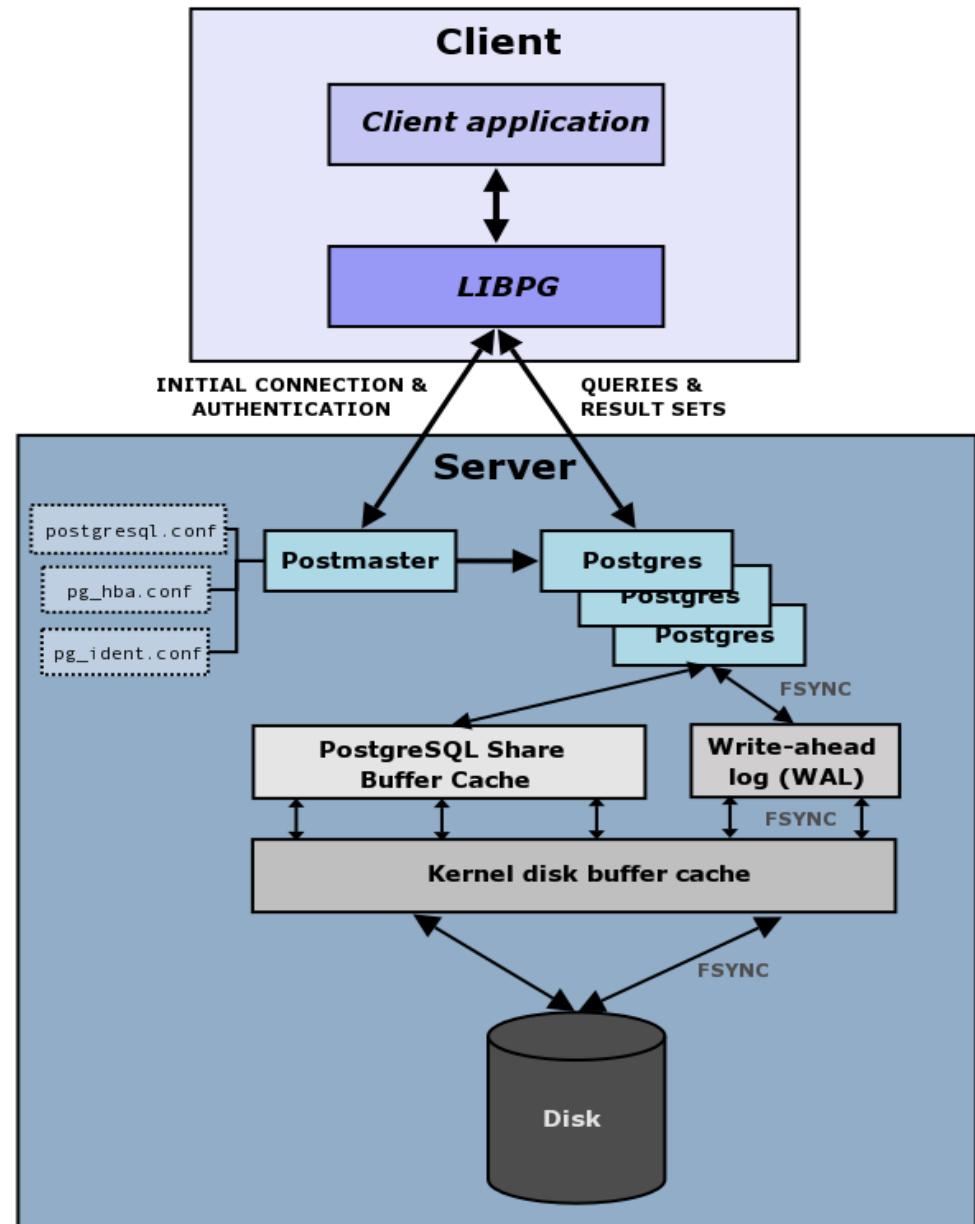 Client
Client application
LIBPG
INITIAL CONNECTION &
AUTHENTICATION
QUERIES &
RESULT SETS
Server
postgresql.conf
pg_hba.conf
pg_ident.conf
Postmaster
Postgres
Postgres
Postgres
FSYNC
PostgreSQL Share
Buffer Cache
Write-ahead
log (WAL)
FSYNC
Kernel disk buffer cache
FSYNC
Disk